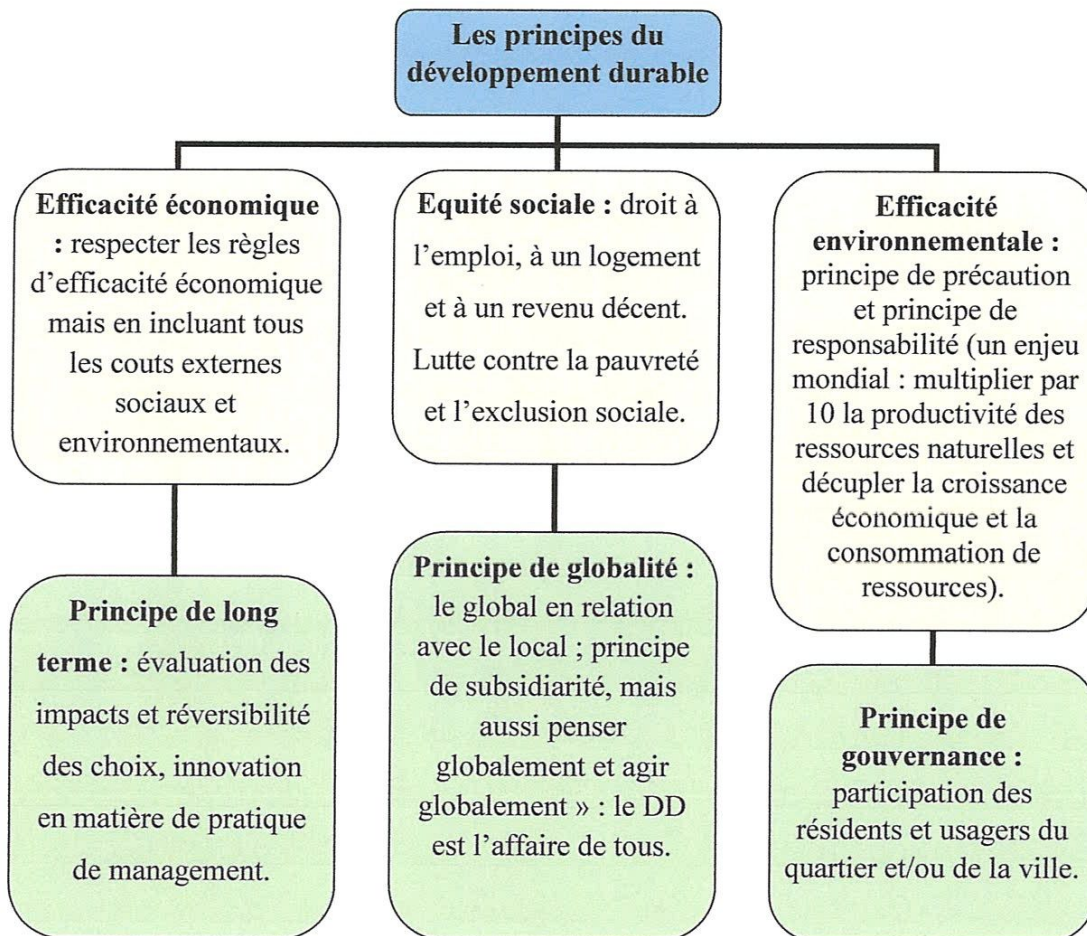 Les principes du
développement durable
Efficacité économique
: respecter les règles
d’efficacité économique
mais en incluant tous
les couts externes
sociaux et
environnementaux.
Equité sociale : droit à
l’emploi, à un logement
et à un revenu décent.
Lutte contre la pauvreté
et l’exclusion sociale.
Efficacité
environnementale :
principe de précaution
et principe de
responsabilité (un enjeu
mondial : multiplier par
10 la productivité des
ressources naturelles et
décupler la croissance
économique et la
consommation de
ressources).
Principe de long
terme : évaluation des
impacts et réversibilité
des choix, innovation
en matière de pratique
de management.
Principe de globalité :
le global en relation
avec le local ; principe
de subsidiarité, mais
aussi penser
globalement et agir
globalement » : le DD
est l’affaire de tous.
Principe de
gouvernance :
participation des
résidents et usagers du
quartier et/ou de la ville.